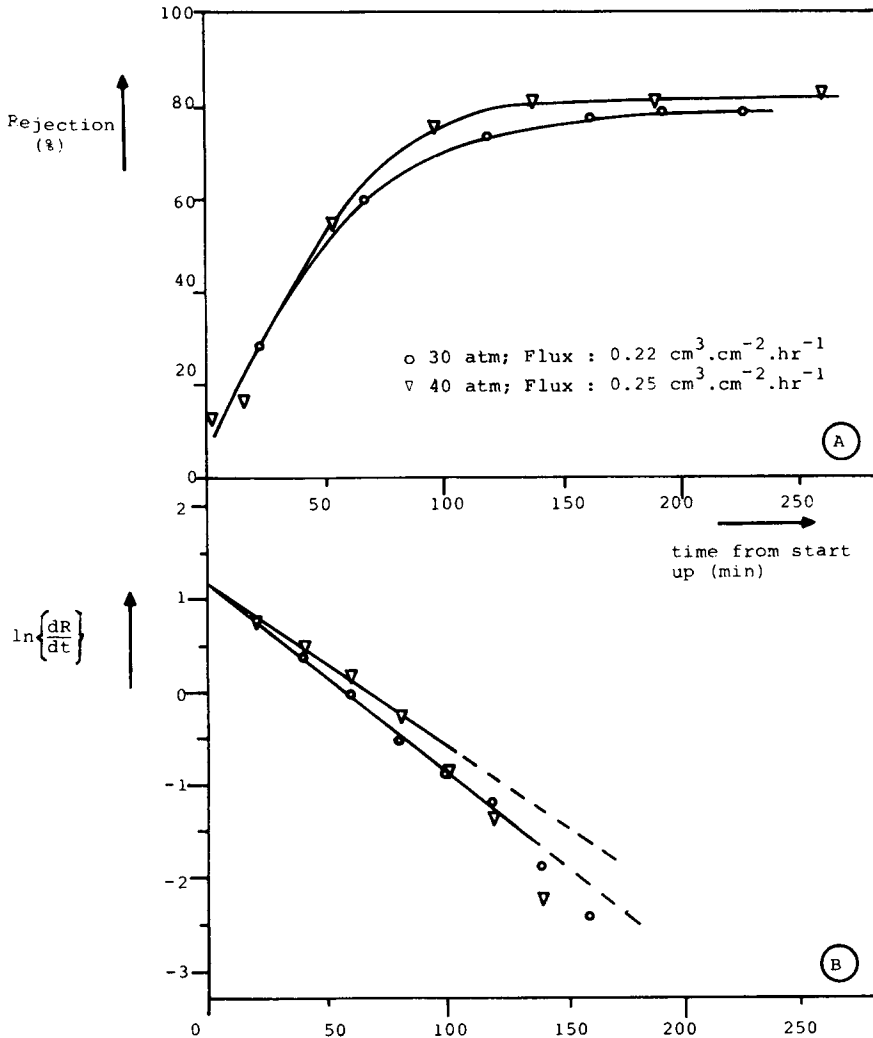 100
80
60
40
20
0
Rejection
(%)
o 30 atm; Flux : 0.22 cm³.cm⁻².hr⁻¹
∇ 40 atm; Flux : 0.25 cm³.cm⁻².hr⁻¹
A
50 100 150 200 250
time from start
up (min)
2
1
0
-1
-2
-3
ln{dR/dt}
B
0 50 100 150 200 250